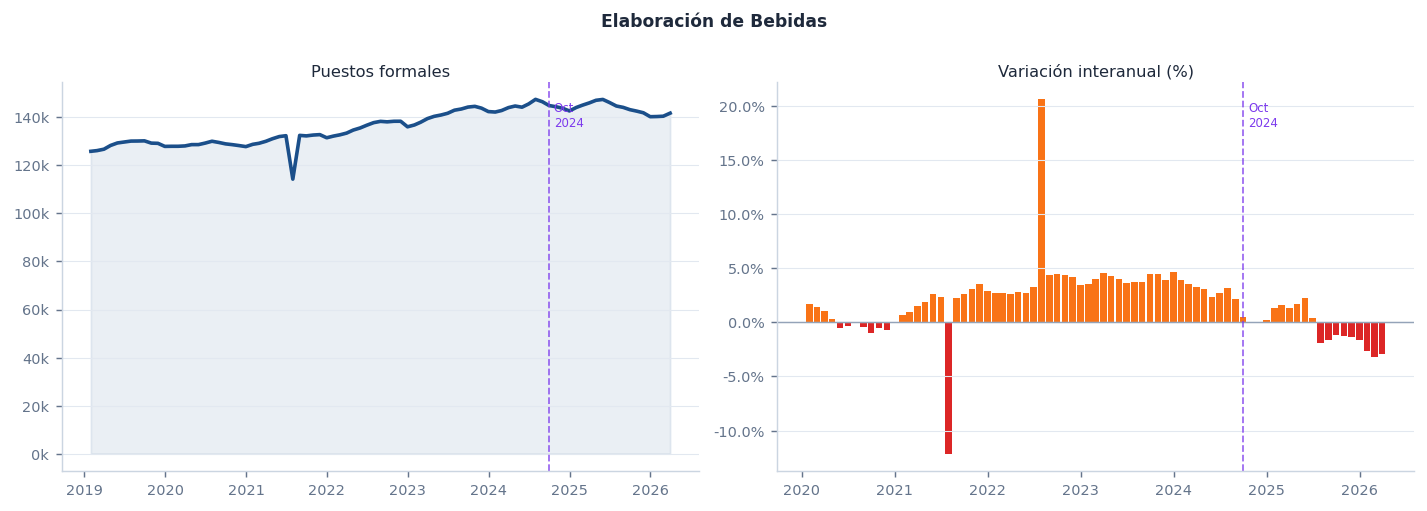 Elaboración de Bebidas
Puestos formales
140k
120k
100k
80k
60k
40k
20k
0k
2019 2020 2021 2022 2023 2024 2025 2026
Oct
2024
Variación interanual (%)
20.0%
15.0%
10.0%
5.0%
0.0%
-5.0%
-10.0%
2020 2021 2022 2023 2024 2025 2026
Oct
2024